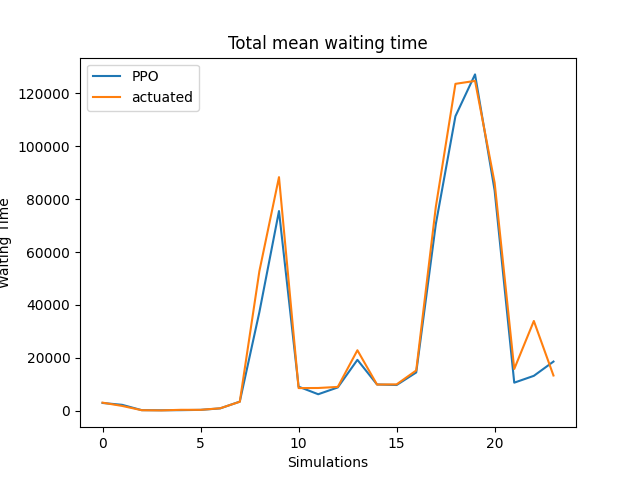 Total mean waiting time
PPO
actuated
120000
100000
80000
60000
40000
20000
0
Waiting Time
0 5 10 15 20
Simulations